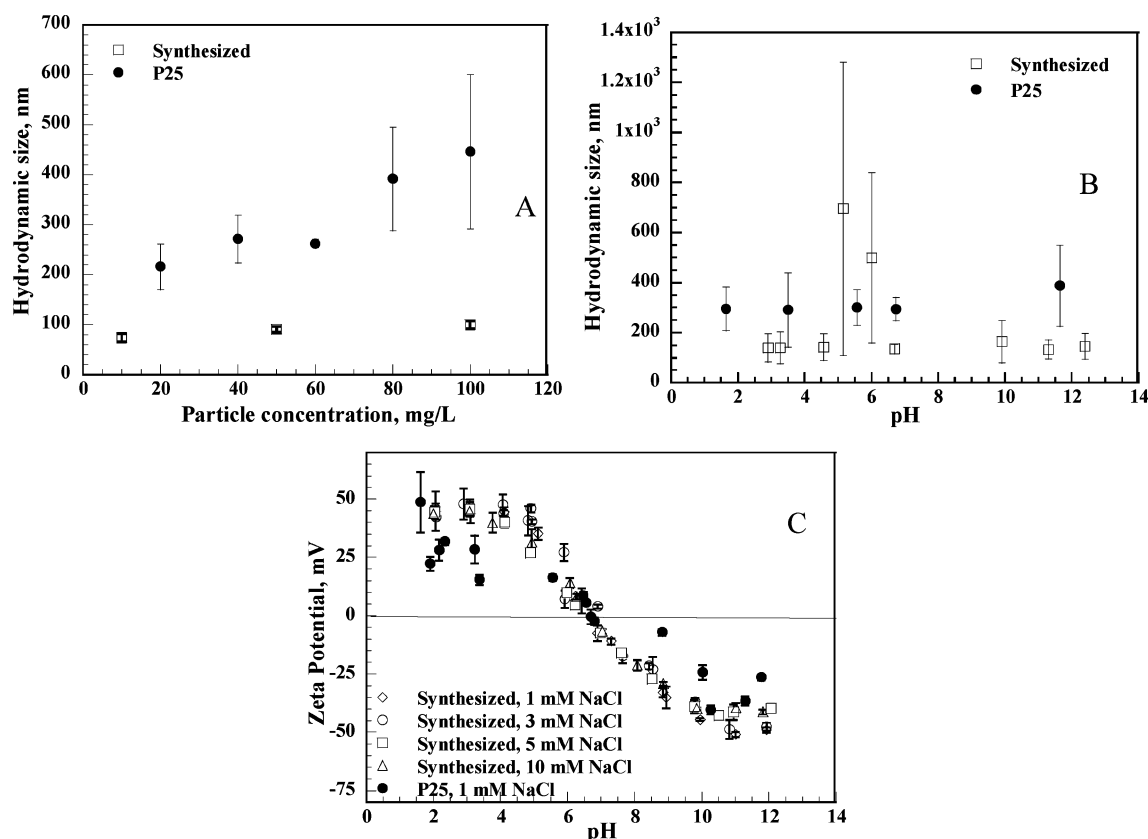 700
600
500
400
300
200
100
0
Hydrodynamic size, nm
Synthesized
P25
A
0 20 40 60 80 100 120
Particle concentration, mg/L
1.4x10³
1.2x10³
1x10³
800
600
400
200
0
Hydrodynamic size, nm
Synthesized
P25
B
0 2 4 6 8 10 12 14
pH
50
25
0
-25
-50
-75
Zeta Potential, mV
C
Synthesized, 1 mM NaCl
Synthesized, 3 mM NaCl
Synthesized, 5 mM NaCl
Synthesized, 10 mM NaCl
P25, 1 mM NaCl
0 2 4 6 8 10 12 14
pH